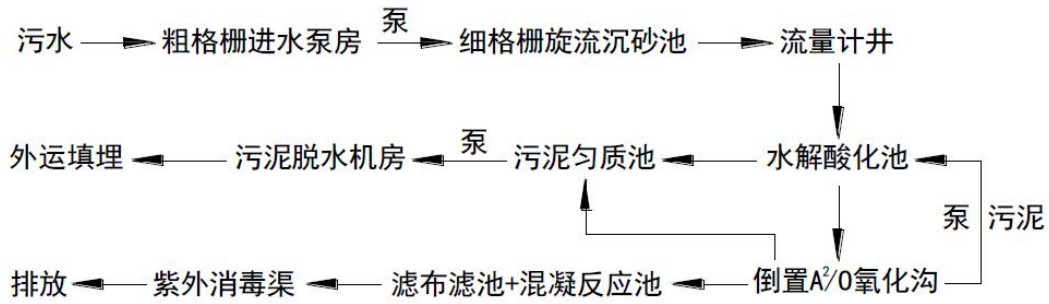 泵
污水 粗格栅进水泵房 细格栅旋流沉砂池 流量计井
泵
外运填埋 污泥脱水机房 污泥匀质池 水解酸化池
泵 污泥
排放 紫外消毒渠 滤布滤池+混凝反应池 倒置A²/O氧化沟